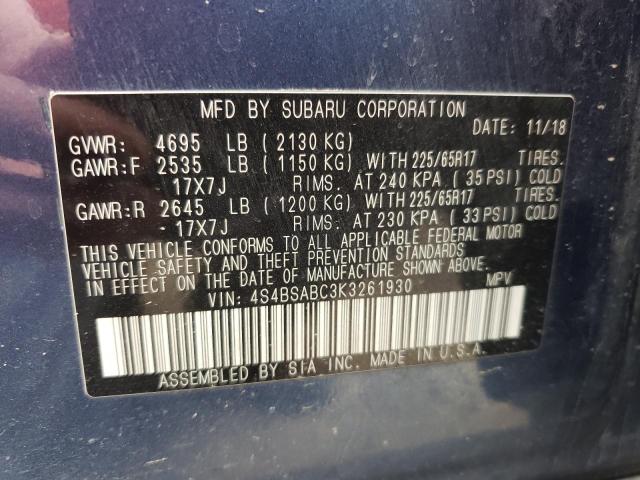 MFD BY SUBARU CORPORATION
DATE: 11/18
GVWR: 4695 LB (2130 KG)
GAWR:F 2535 LB (1150 KG) WITH 225/65R17 TIRES.
17X7J RIMS. AT 240 KPA (35 PSI) COLD
GAWR:R 2645 LB (1200 KG) WITH 225/65R17 TIRES.
- 17X7J RIMS. AT 230 KPA (33 PSI) COLD
THIS VEHICLE CONFORMS TO ALL APPLICABLE FEDERAL MOTOR
VEHICLE SAFETY AND THEFT PREVENTION STANDARDS
IN EFFECT ON THE DATE OF MANUFACTURE SHOWN ABOVE.
VIN: 4S4BSABC3K3261930 MPV
ASSEMBLED BY SIA INC. MADE IN U.S.A.